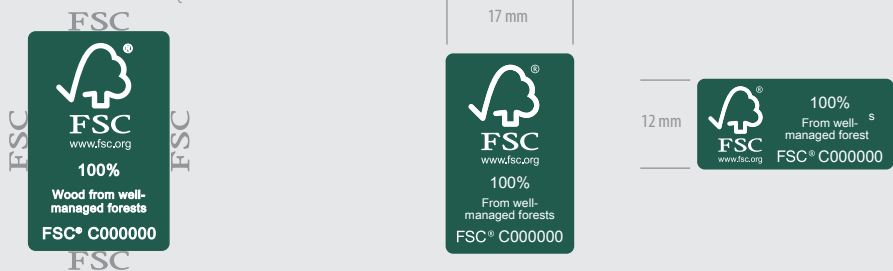 FSC
FSC
FSC
®
FSC
www.fsc.org
100%
Wood from well-
managed forests
FSC® C000000
FSC
17 mm
®
FSC
www.fsc.org
100%
From well-
managed forests
FSC® C000000
12 mm
®
FSC
www.fsc.org
100%
From well- s
managed forest
FSC® C000000